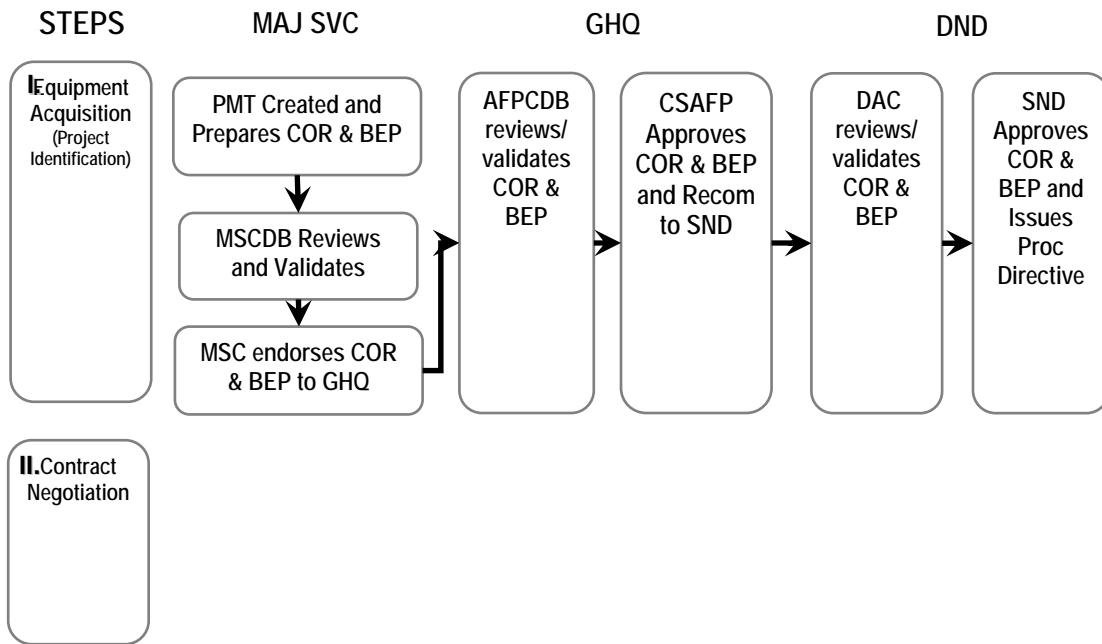 STEPS
MAJ SVC
GHQ
DND
I.Equipment
Acquisition
(Project
Identification)
PMT Created and
Prepares COR & BEP
MSCDB Reviews
and Validates
MSC endorses COR
& BEP to GHQ
AFPCDB
reviews/
validates
COR &
BEP
CSAFP
Approves
COR & BEP
and Recom
to SND
DAC
reviews/
validates
COR &
BEP
SND
Approves
COR &
BEP and
Issues
Proc
Directive
II.Contract
Negotiation